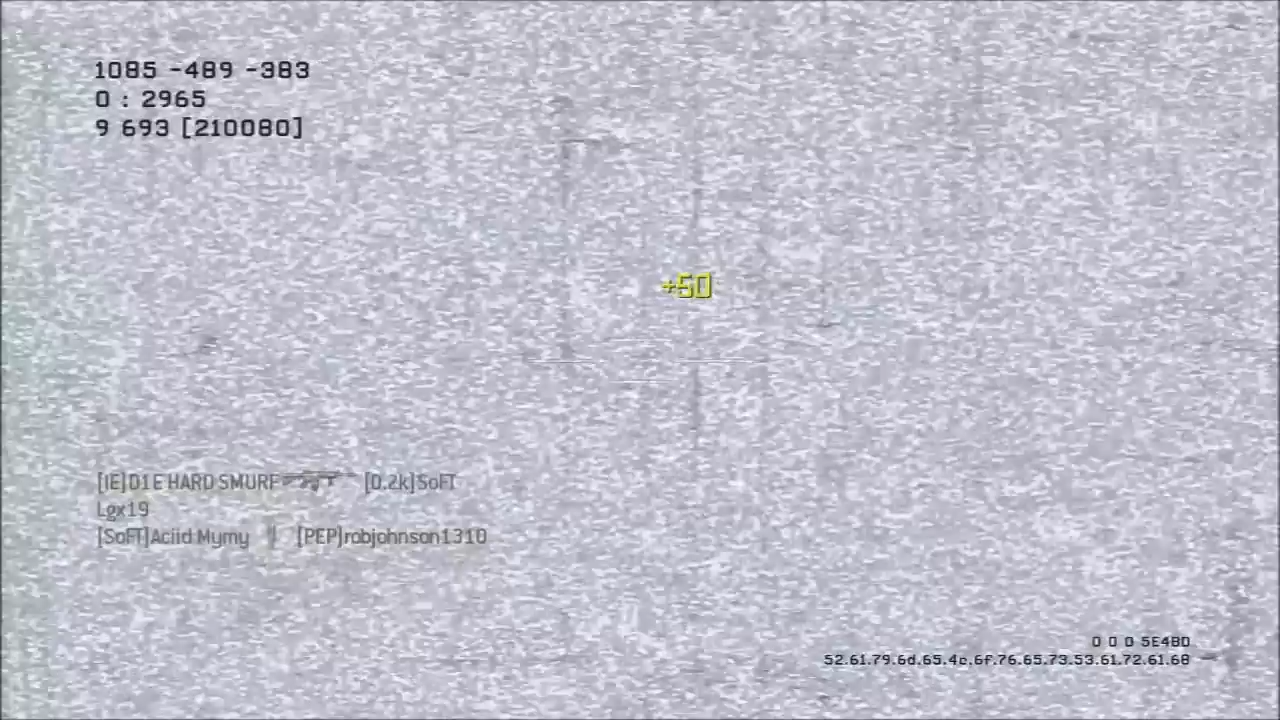 1085 -489 -383
0 : 2965
9 693 [210080]
+50
[IE]D1E HARD SMURF [0.2k]SoFT
Lgx19
[SoFT]Aciid Mymy [PEP]robjohnson1310
0 0 0 5E4BD
52.61.79.6d.65.4c.6f.76.65.73.53.61.72.61.68